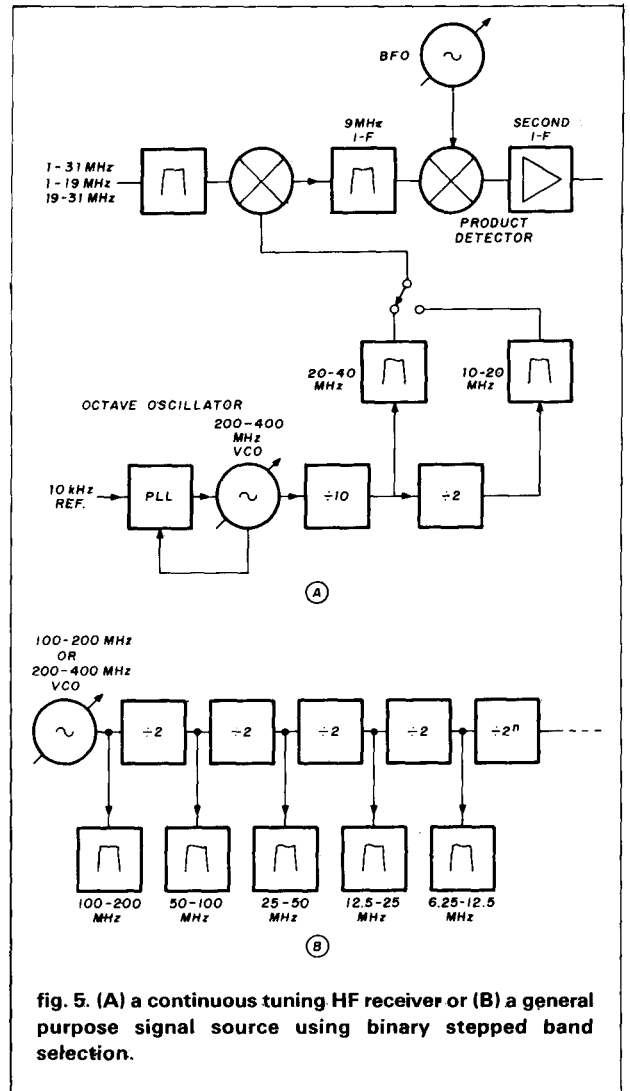 BFO
9MHz
I-F
SECOND
I-F
1-31 MHz
1-19 MHz
19-31 MHz
PRODUCT
DETECTOR
20-40
MHz
10-20
MHz
OCTAVE OSCILLATOR
200-400
MHz
VCO
10 kHz
REF.
PLL
÷10
÷2
A
100-200 MHz
OR
200-400 MHz
VCO
÷2
÷2
÷2
÷2
÷2ⁿ
100-200
MHz
50-100
MHz
25-50
MHz
12.5-25
MHz
6.25-12.5
MHz
B
fig. 5. (A) a continuous tuning HF receiver or (B) a general
purpose signal source using binary stepped band
selection.